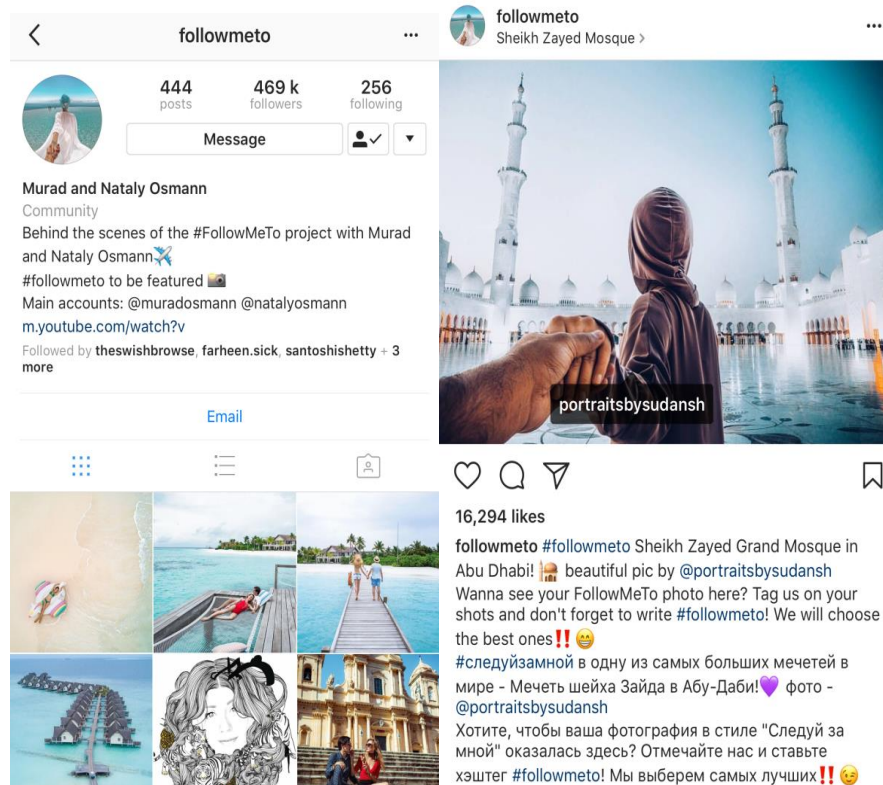 followmeto
444
469 k
256
posts
followers
following
Message
Murad and Nataly Osmann
Community
Behind the scenes of the #FollowMeTo project with Murad
and Nataly Osmann✈️
#followmeto to be featured 📸
Main accounts: @muradosmann @natalyosmann
m.youtube.com/watch?v
Followed by theswishbrowse, farheen.sick, santoshishetty + 3
more
Email
followmeto
Sheikh Zayed Mosque >
portraitsbysudansh
16,294 likes
followmeto #followmeto Sheikh Zayed Grand Mosque in
Abu Dhabi! 🕌 beautiful pic by @portraitsbysudansh
Wanna see your FollowMeTo photo here? Tag us on your
shots and don't forget to write #followmeto! We will choose
the best ones‼️😁
#следуйзамной в одну из самых больших мечетей в
мире - Мечеть шейха Зайда в Абу-Даби!💜 фото -
@portraitsbysudansh
Хотите, чтобы ваша фотография в стиле "Следуй за
мной" оказалась здесь? Отмечайте нас и ставьте
хэштег #followmeto! Мы выберем самых лучших‼️😉